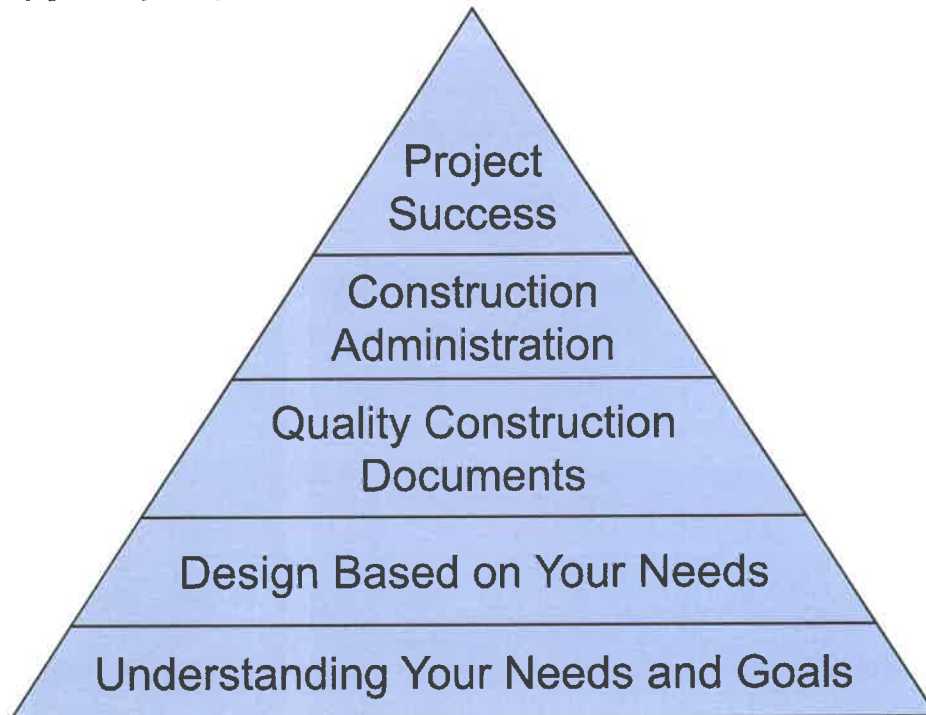 Project
Success
Construction
Administration
Quality Construction
Documents
Design Based on Your Needs
Understanding Your Needs and Goals